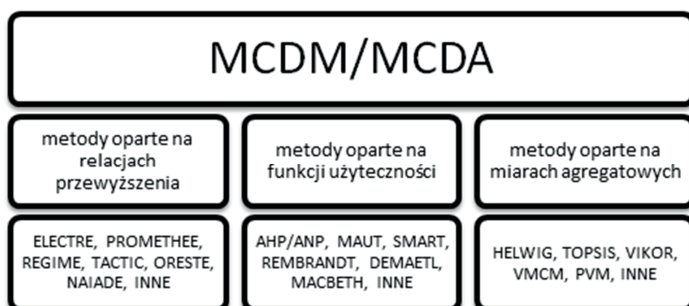 MCDM/MCDA
metody oparte na
relacjach
przewyższenia
metody oparte na
funkcji użyteczności
metody oparte na
miarach agregatowych
ELECTRE, PROMETHEE,
REGIME, TACTIC, ORESTE,
NAIADE, INNE
AHP/ANP, MAUT, SMART,
REMBRANDT, DEMAETL,
MACBETH, INNE
HELWIG, TOPSIS, VIKOR,
VMCM, PVM, INNE